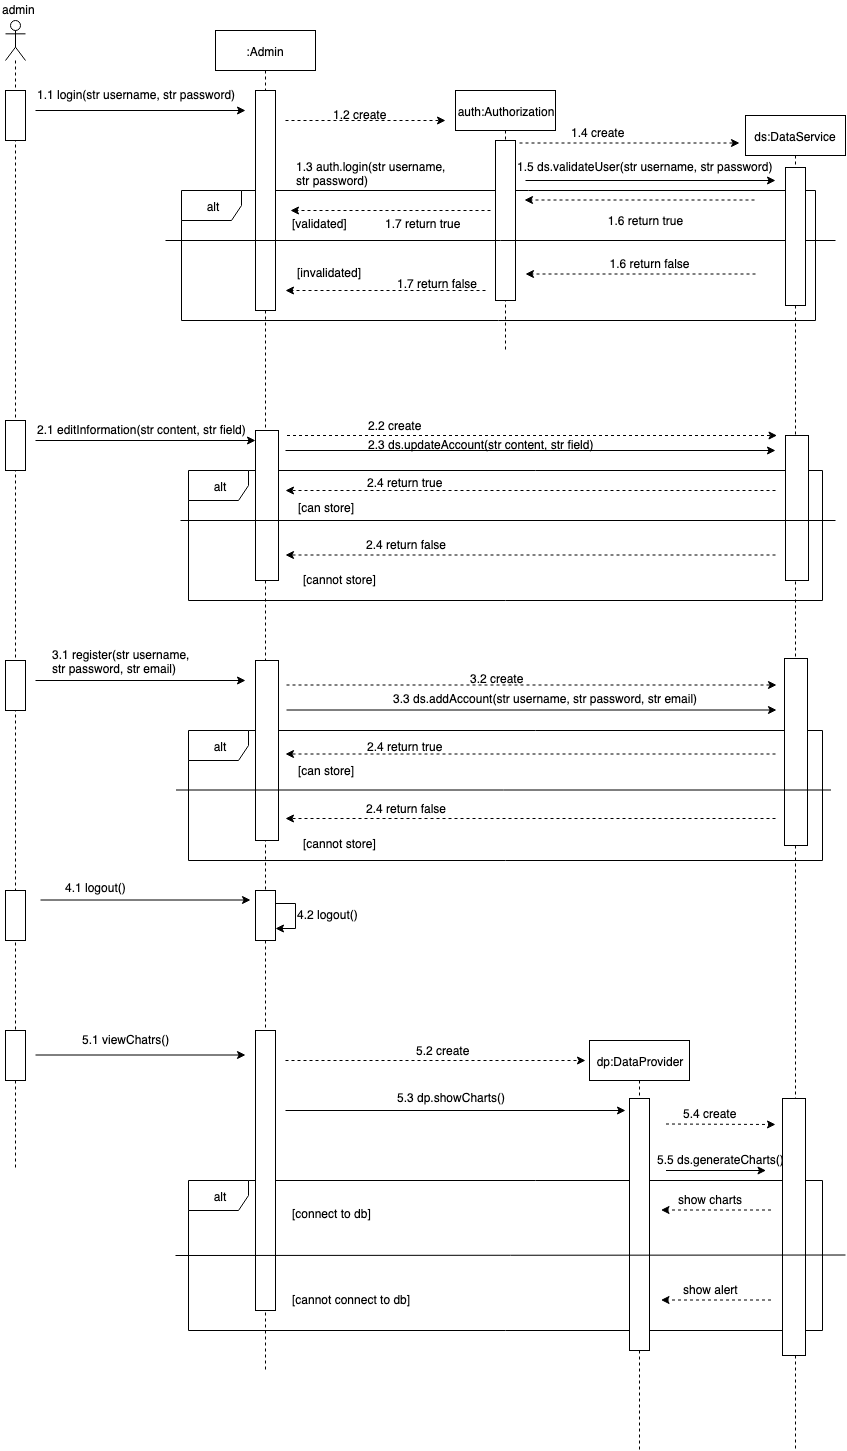 admin
:Admin
1.1 login(str username, str password)
1.2 create
auth:Authorization
1.4 create
ds:DataService
1.3 auth.login(str username,
str password)
1.5 ds.validateUser(str username, str password)
alt
[validated]
1.7 return true
1.6 return true
[invalidated]
1.7 return false
1.6 return false
2.1 editInformation(str content, str field)
2.2 create
2.3 ds.updateAccount(str content, str field)
alt
2.4 return true
[can store]
2.4 return false
[cannot store]
3.1 register(str username,
str password, str email)
3.2 create
3.3 ds.addAccount(str username, str password, str email)
alt
2.4 return true
[can store]
2.4 return false
[cannot store]
4.1 logout()
4.2 logout()
5.1 viewChatrs()
5.2 create
dp:DataProvider
5.3 dp.showCharts()
5.4 create
5.5 ds.generateCharts()
alt
[connect to db]
show charts
[cannot connect to db]
show alert